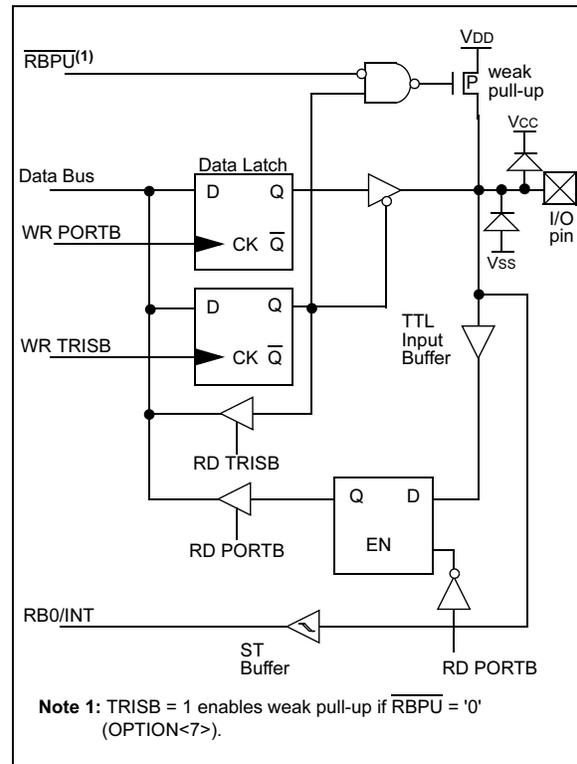 VDD
RBPU(1)
P
weak
pull-up
VCC
Data Latch
Data Bus
D Q
I/O
pin
WR PORTB
CK Q
VSS
D Q
TTL
Input
Buffer
WR TRISB
CK Q
RD TRISB
Q D
EN
RD PORTB
RB0/INT
ST
Buffer
RD PORTB
Note 1: TRISB = 1 enables weak pull-up if RBPU = '0'
(OPTION<7>).